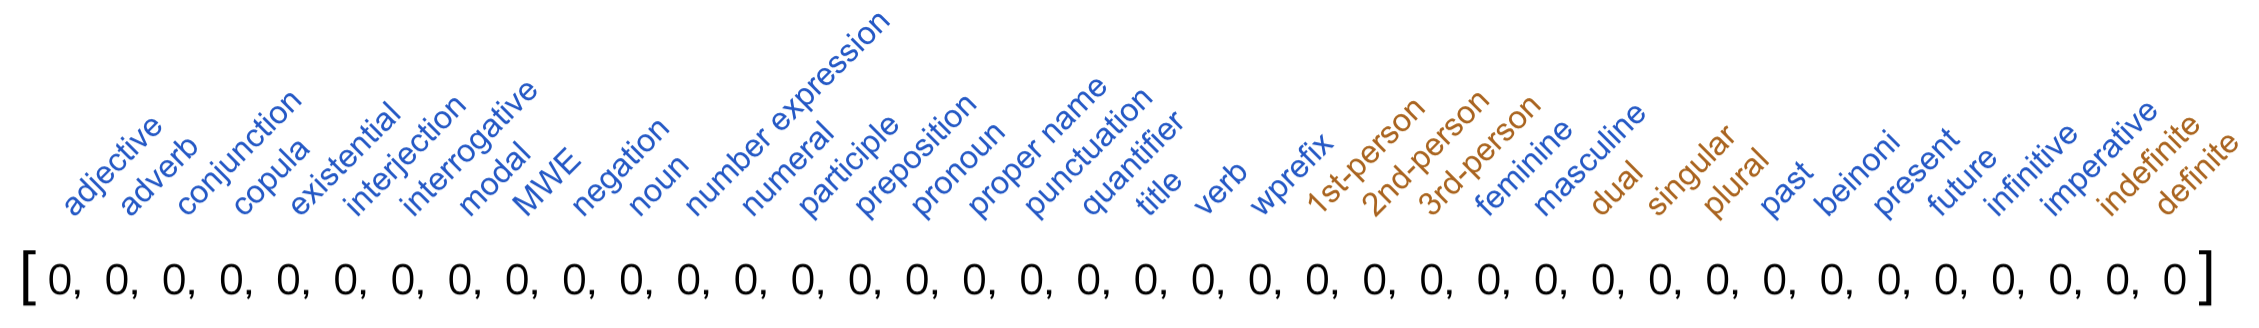 adjective
adverb
conjunction
copula
existential
interjection
interrogative
modal
MWE
negation
noun
number expression
numeral
participle
preposition
pronoun
proper name
punctuation
quantifier
title
verb
wprefix
1st-person
2nd-person
3rd-person
feminine
masculine
dual
singular
plural
past
beinoni
present
future
infinitive
imperative
indefinite
definite
[ 0, 0, 0, 0, 0, 0, 0, 0, 0, 0, 0, 0, 0, 0, 0, 0, 0, 0, 0, 0, 0, 0, 0, 0, 0, 0, 0, 0, 0, 0, 0, 0, 0, 0, 0, 0, 0, 0 ]